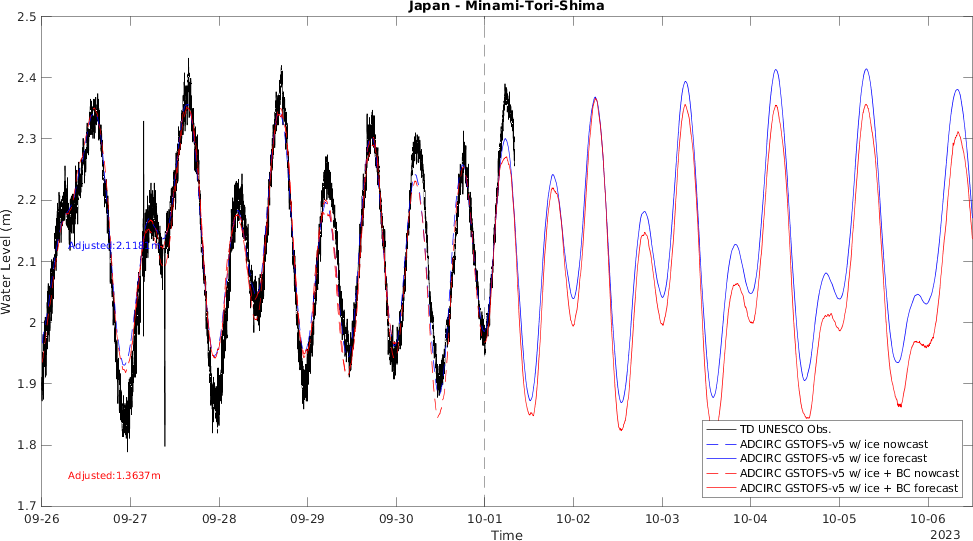 Japan - Minami-Tori-Shima
2.5
2.4
2.3
2.2
2.1
2
1.9
1.8
1.7
Water Level (m)
Adjusted:2.118
Adjusted:1.3637m
TD UNESCO Obs.
ADCIRC GSTOFS-v5 w/ ice nowcast
ADCIRC GSTOFS-v5 w/ ice forecast
ADCIRC GSTOFS-v5 w/ ice + BC nowcast
ADCIRC GSTOFS-v5 w/ ice + BC forecast
09-26
09-27
09-28
09-29
09-30
10-01
10-02
10-03
10-04
10-05
10-06
Time
2023